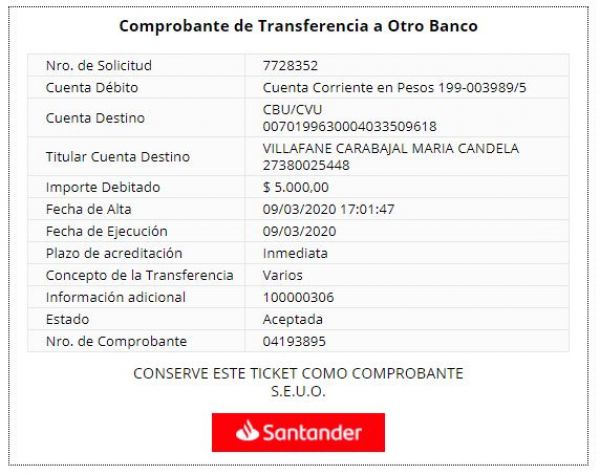 Comprobante de Transferencia a Otro Banco
Nro. de Solicitud 7728352
Cuenta Débito Cuenta Corriente en Pesos 199-003989/5
Cuenta Destino CBU/CVU
0070199630004033509618
Titular Cuenta Destino VILLAFANE CARABAJAL MARIA CANDELA
27380025448
Importe Debitado $ 5.000,00
Fecha de Alta 09/03/2020 17:01:47
Fecha de Ejecución 09/03/2020
Plazo de acreditación Inmediata
Concepto de la Transferencia Varios
Información adicional 100000306
Estado Aceptada
Nro. de Comprobante 04193895
CONSERVE ESTE TICKET COMO COMPROBANTE
S.E.U.O.
Santander